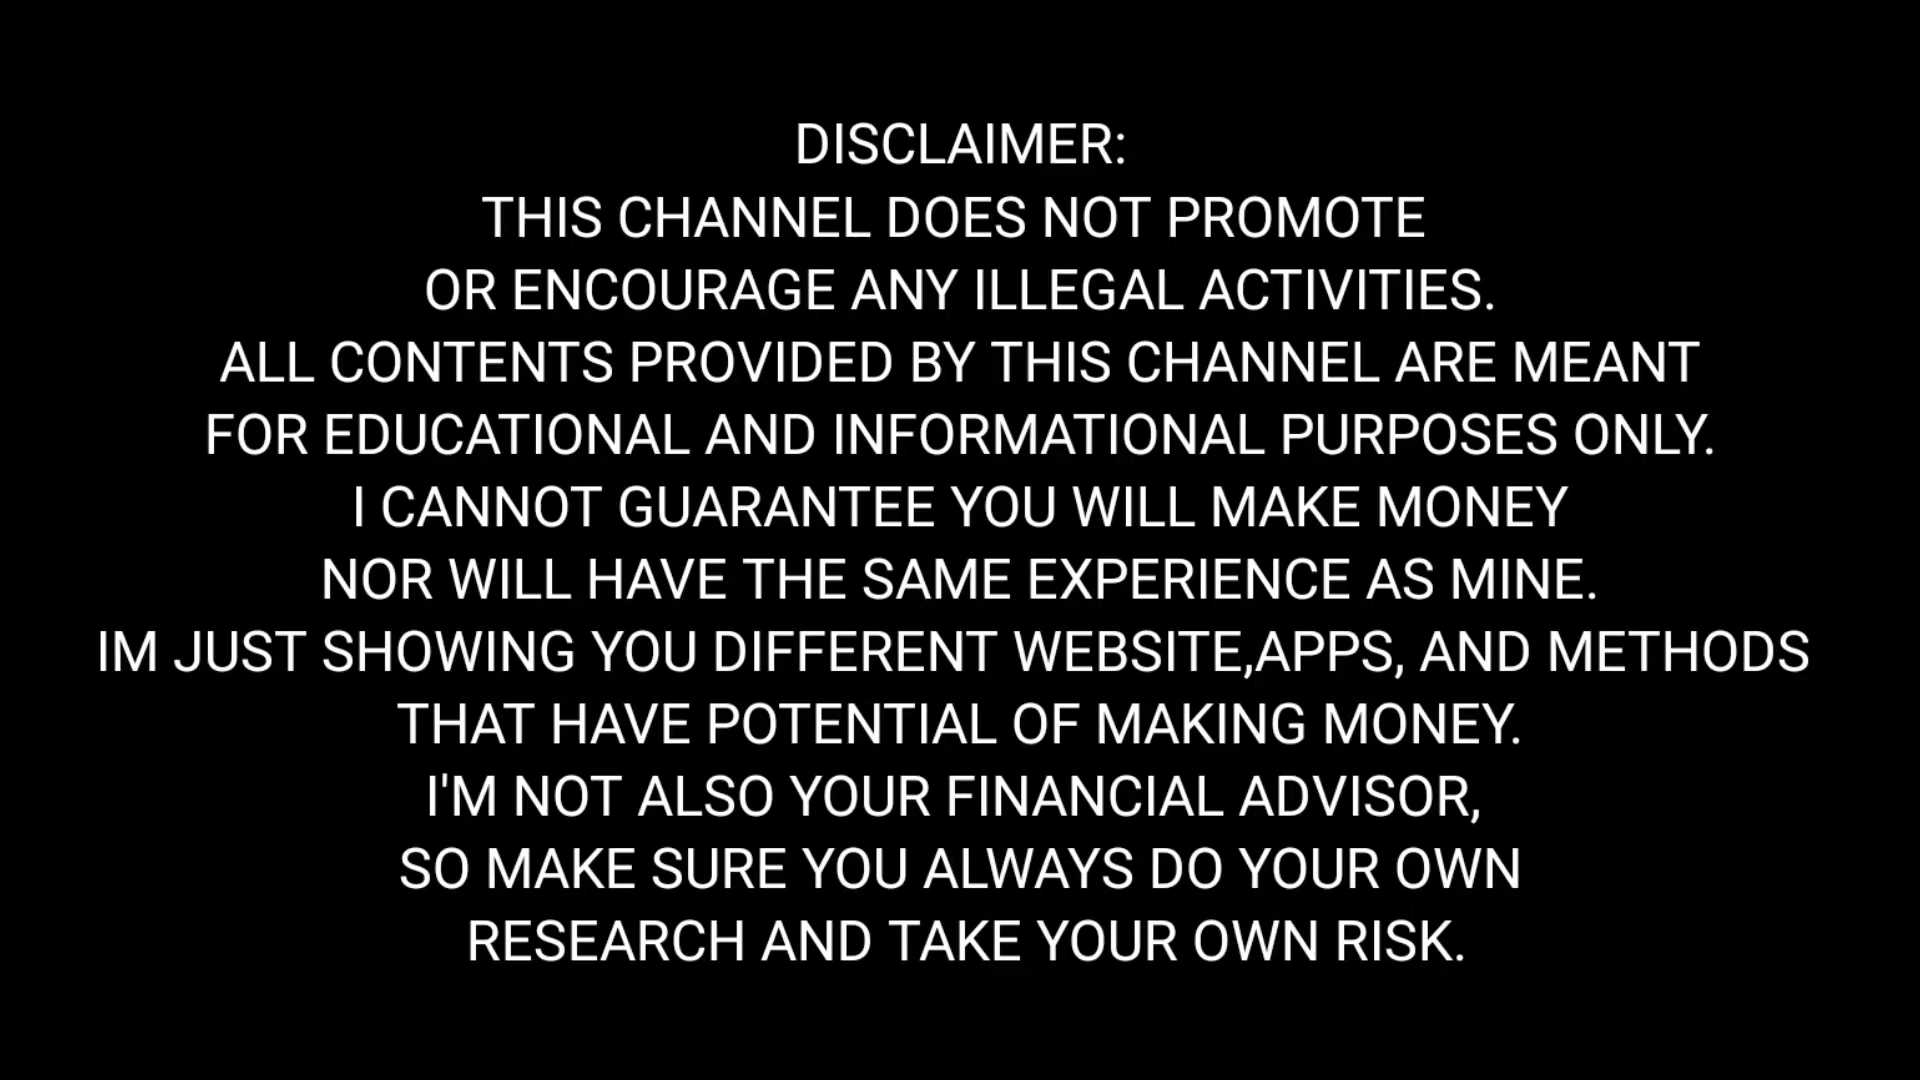 DISCLAIMER:
THIS CHANNEL DOES NOT PROMOTE
OR ENCOURAGE ANY ILLEGAL ACTIVITIES.
ALL CONTENTS PROVIDED BY THIS CHANNEL ARE MEANT
FOR EDUCATIONAL AND INFORMATIONAL PURPOSES ONLY.
I CANNOT GUARANTEE YOU WILL MAKE MONEY
NOR WILL HAVE THE SAME EXPERIENCE AS MINE.
IM JUST SHOWING YOU DIFFERENT WEBSITE,APPS, AND METHODS
THAT HAVE POTENTIAL OF MAKING MONEY.
I'M NOT ALSO YOUR FINANCIAL ADVISOR,
SO MAKE SURE YOU ALWAYS DO YOUR OWN
RESEARCH AND TAKE YOUR OWN RISK.